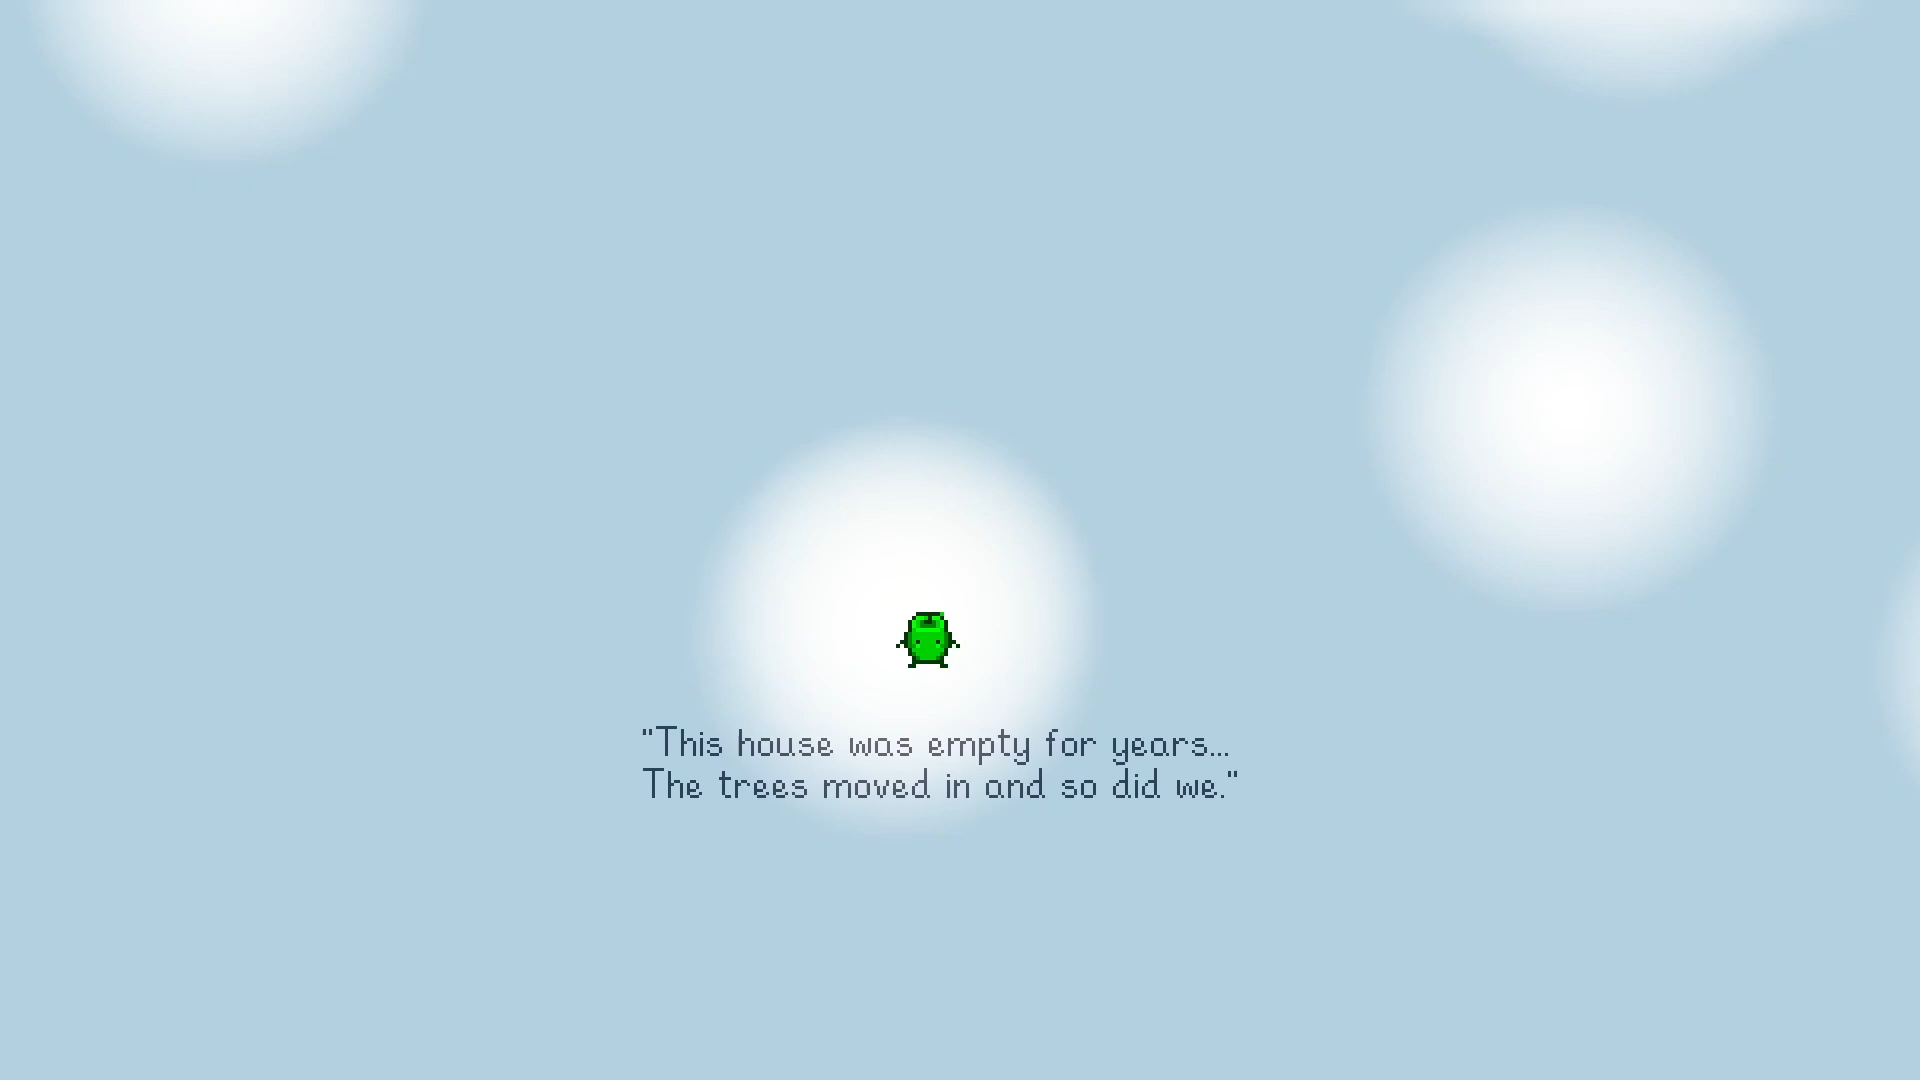 "This house was empty for years...
The trees moved in and so did we."